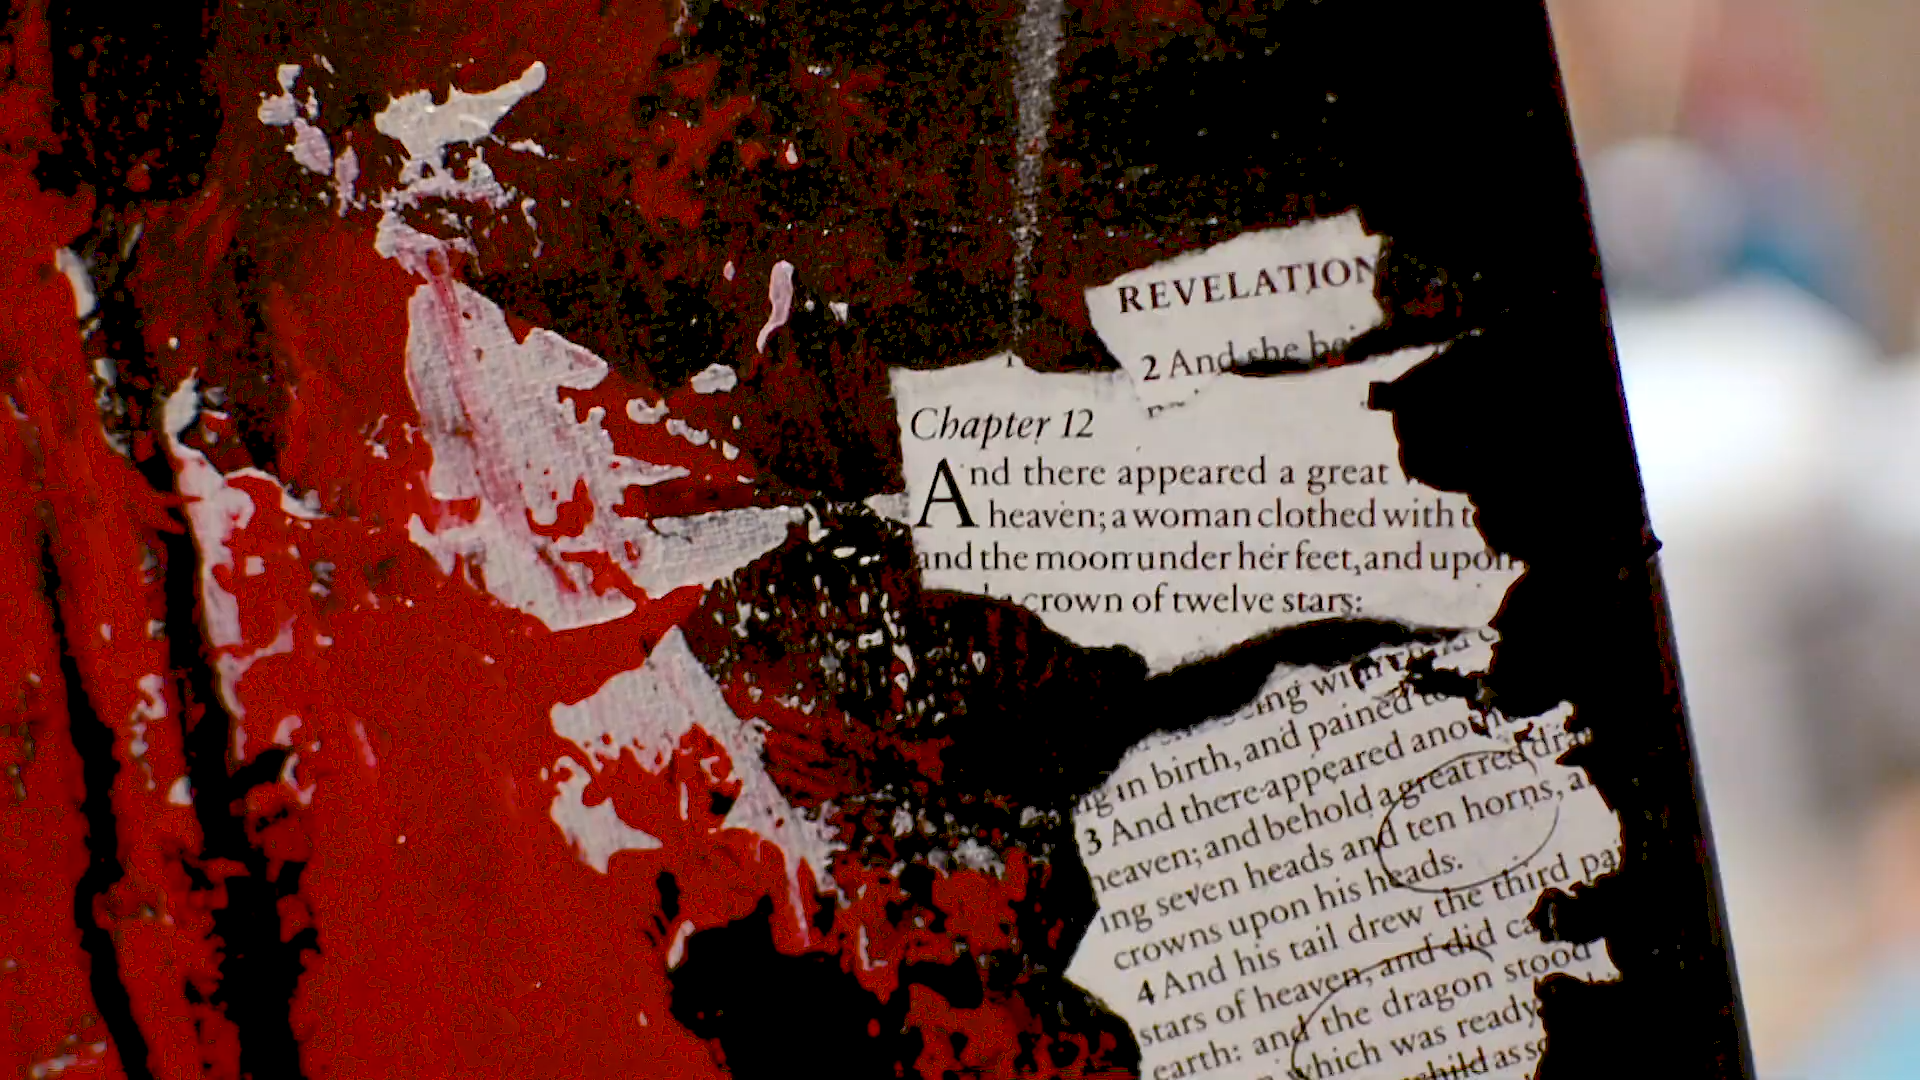 REVELATION
2 And she
Chapter 12
And there appeared a great
heaven; a woman clothed with
and the moon under her feet, and upon
crown of twelve stars:
in birth, and pained
3 And there appeared
heaven; and behold a great red
seven heads and ten horns,
crowns upon his heads.
4 And his tail drew the third
stars of heaven, and did
earth: and the dragon stood
which was ready
child as